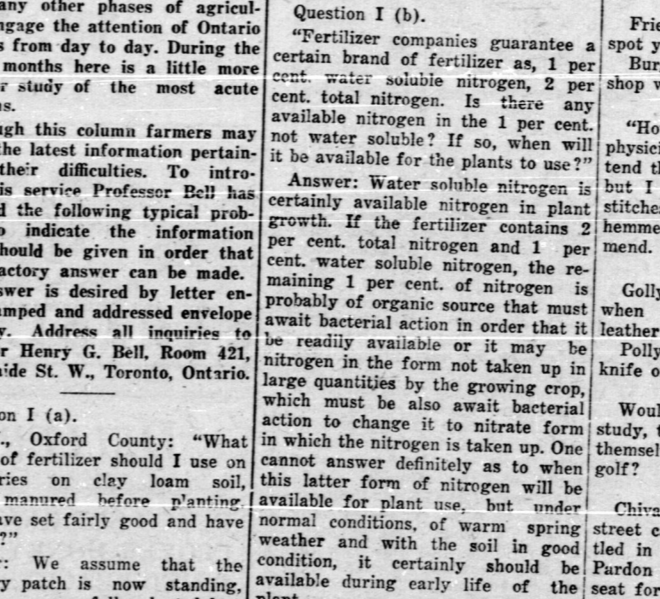 any other phases of agricul-
ngage the attention of Ontario
s from day to day. During the
months here is a little more
r study of the most acute
s.
ugh this column farmers may
the latest information pertain-
their difficulties. To intro-
is service Professor Bell has
d the following typical prob-
o indicate the information
should be given in order that
actory answer can be made.
swer is desired by letter en-
amped and addressed envelope
y. Address all inquiries to
r Henry G. Bell, Room 421,
ide St. W., Toronto, Ontario.
on I (a).
., Oxford County: "What
of fertilizer should I use on
ries on clay loam soil,
manured before planting.
ave set fairly good and have
?"
: We assume that the
y patch is now standing,
Question I (b).
"Fertilizer companies guarantee a
certain brand of fertilizer as, 1 per
cent. water soluble nitrogen, 2 per
cent. total nitrogen. Is there any
available nitrogen in the 1 per cent.
not water soluble? If so, when will
it be available for the plants to use?"
Answer: Water soluble nitrogen is
certainly available nitrogen in plant
growth. If the fertilizer contains 2
per cent. total nitrogen and 1 per
cent. water soluble nitrogen, the re-
maining 1 per cent. of nitrogen is
probably of organic source that must
await bacterial action in order that it
be readily available or it may be
nitrogen in the form not taken up in
large quantities by the growing crop,
which must be also await bacterial
action to change it to nitrate form
in which the nitrogen is taken up. One
cannot answer definitely as to when
this latter form of nitrogen will be
available for plant use, but under
normal conditions, of warm spring
weather and with the soil in good
condition, it certainly should be
available during early life of the
plant.
Frie
spot y
Bur
shop w
"Ho
physici
tend th
but I
stitches
hemme
mend.
Golly
when
leather
Polly
knife o
Woul
study, t
themsel
golf?
Chiva
street c
tled in
Pardon
seat for